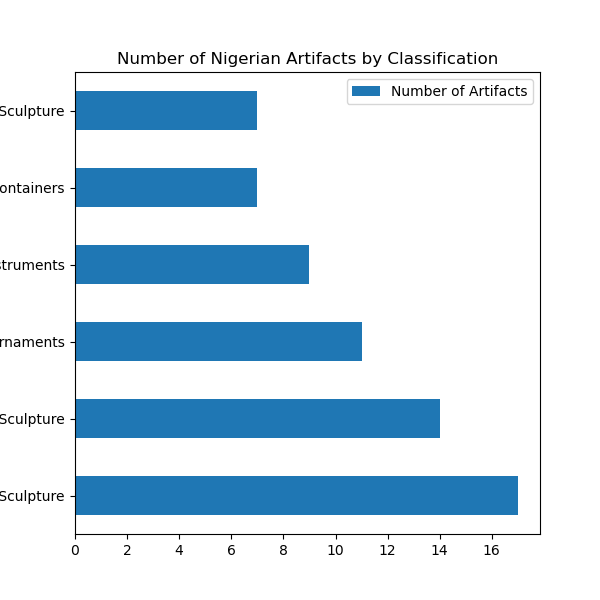 Number of Nigerian Artifacts by Classification
Number of Artifacts
Sculpture
ontainers
struments
rnaments
Sculpture
Sculpture
0 2 4 6 8 10 12 14 16